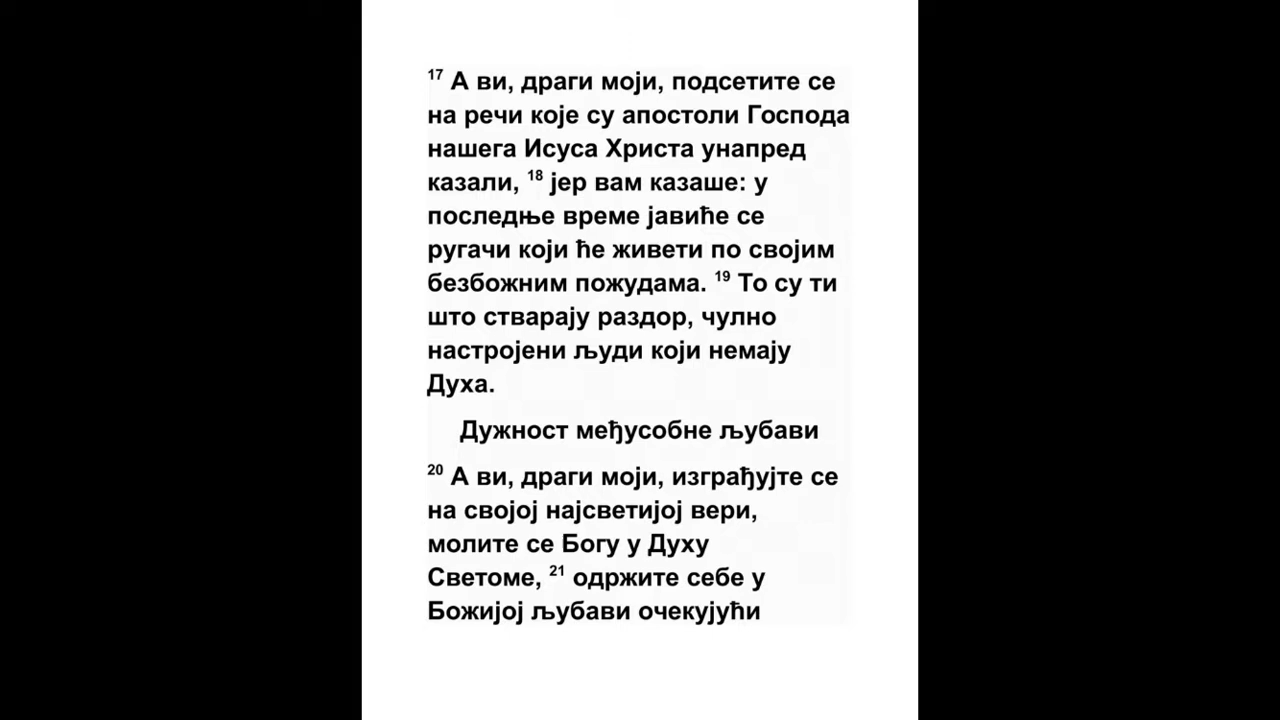 17 А ви, драги моји, подсетите се
на речи које су апостоли Господа
нашега Исуса Христа унапред
казали, 18 јер вам казаше: у
последње време јавиће се
ругачи који ће живети по својим
безбожним пожудама. 19 То су ти
што стварају раздор, чулно
настројени људи који немају
Духа.
Дужност међусобне љубави
20 А ви, драги моји, изграђујте се
на својој најсветијој вери,
молите се Богу у Духу
Светоме, 21 одржите себе у
Божијој љубави очекујући